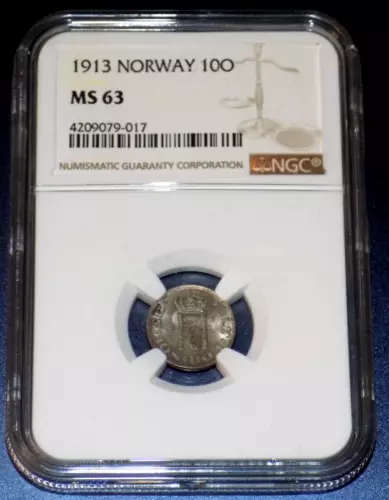 1913 NORWAY 10O
MS 63
4209079-017
NUMISMATIC GUARANTY CORPORATION
NGC®